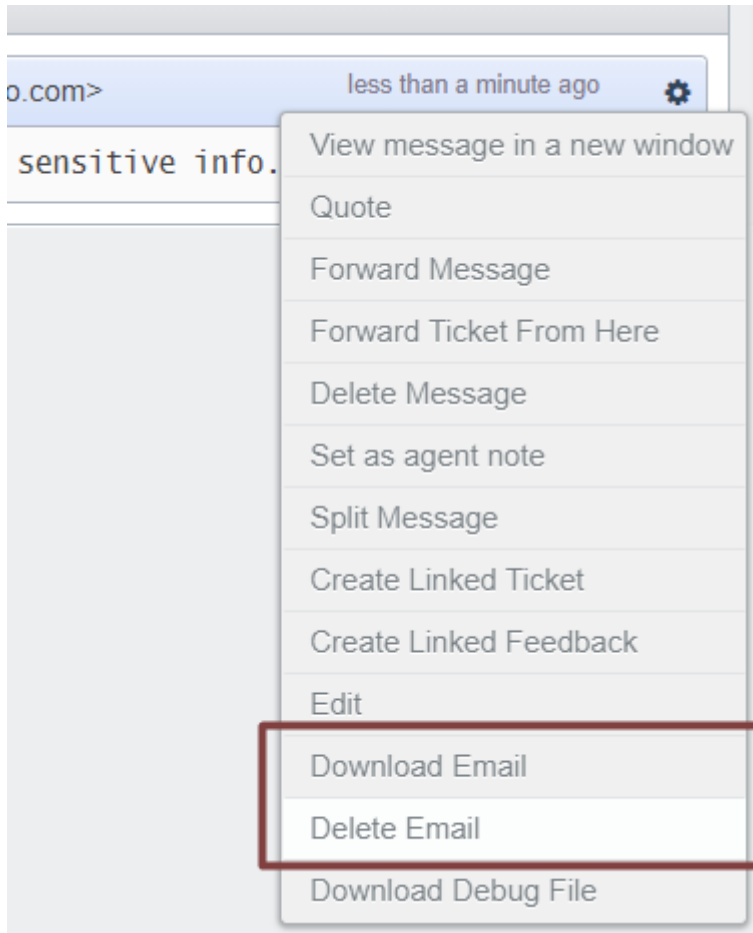 o.com> less than a minute ago
sensitive info.
View message in a new window
Quote
Forward Message
Forward Ticket From Here
Delete Message
Set as agent note
Split Message
Create Linked Ticket
Create Linked Feedback
Edit
Download Email
Delete Email
Download Debug File